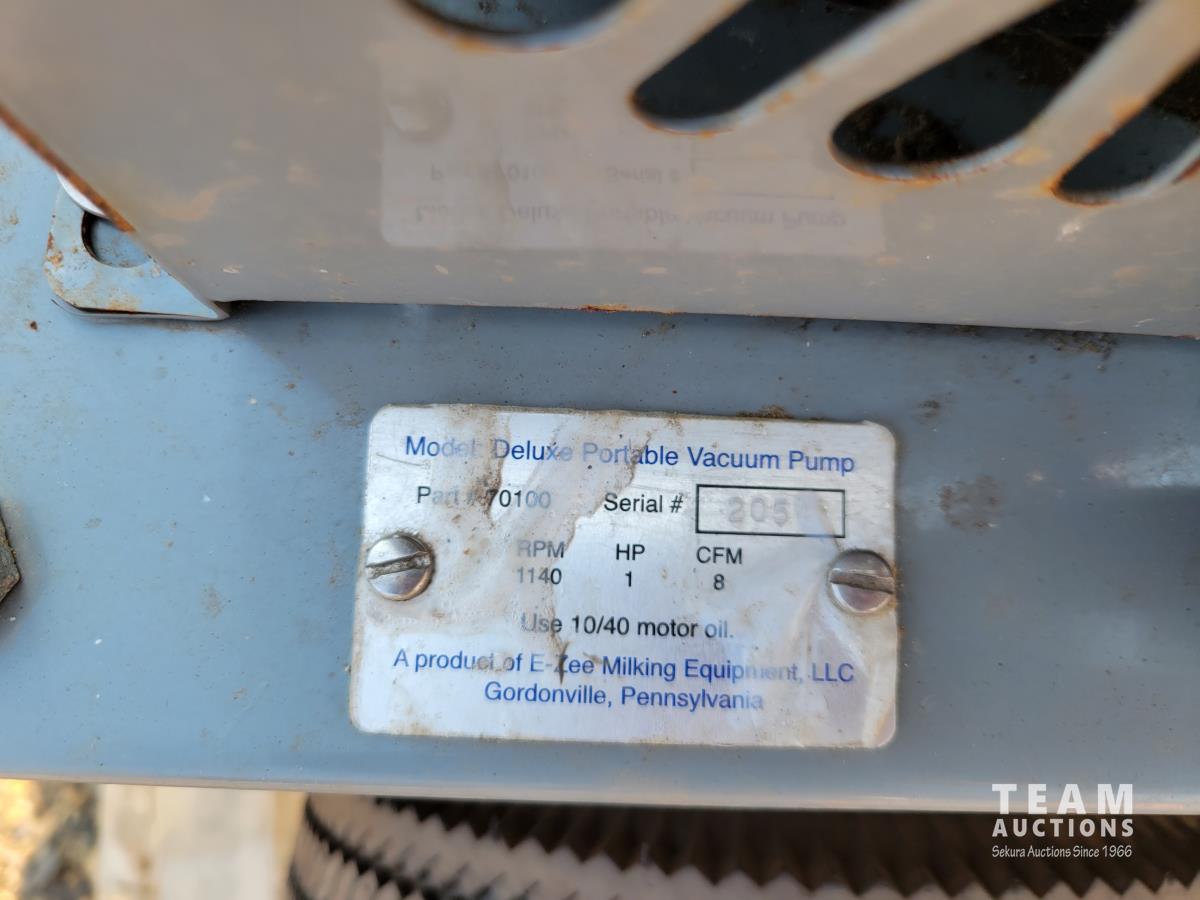 Model: Deluxe Portable Vacuum Pump
Part # 70100 Serial # 205
RPM HP CFM
1140 1 8
Use 10/40 motor oil.
A product of E-Zee Milking Equipment, LLC
Gordonville, Pennsylvania
TEAM
AUCTIONS
Sekura Auctions Since 1966